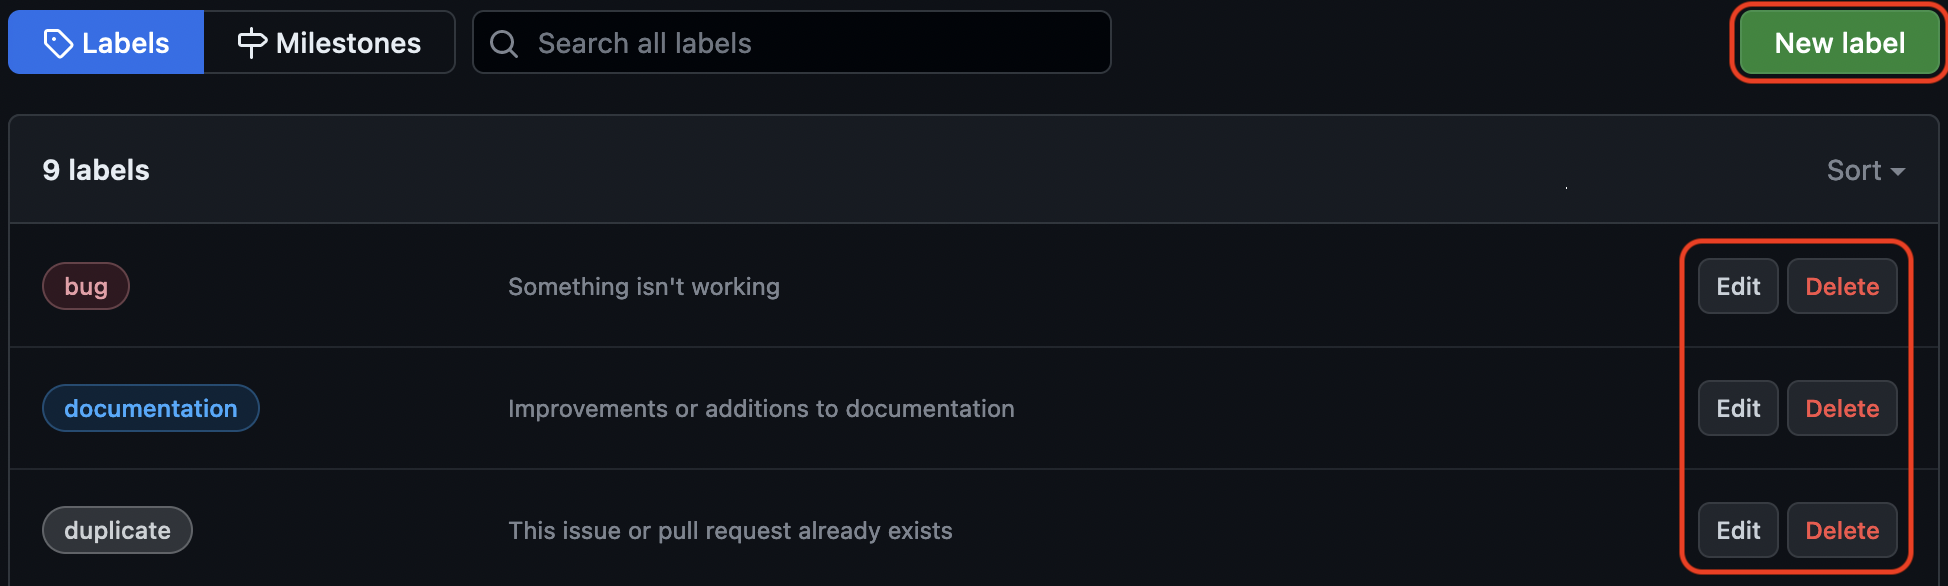 Labels Milestones Search all labels New label
9 labels Sort
bug Something isn't working Edit Delete
documentation Improvements or additions to documentation Edit Delete
duplicate This issue or pull request already exists Edit Delete